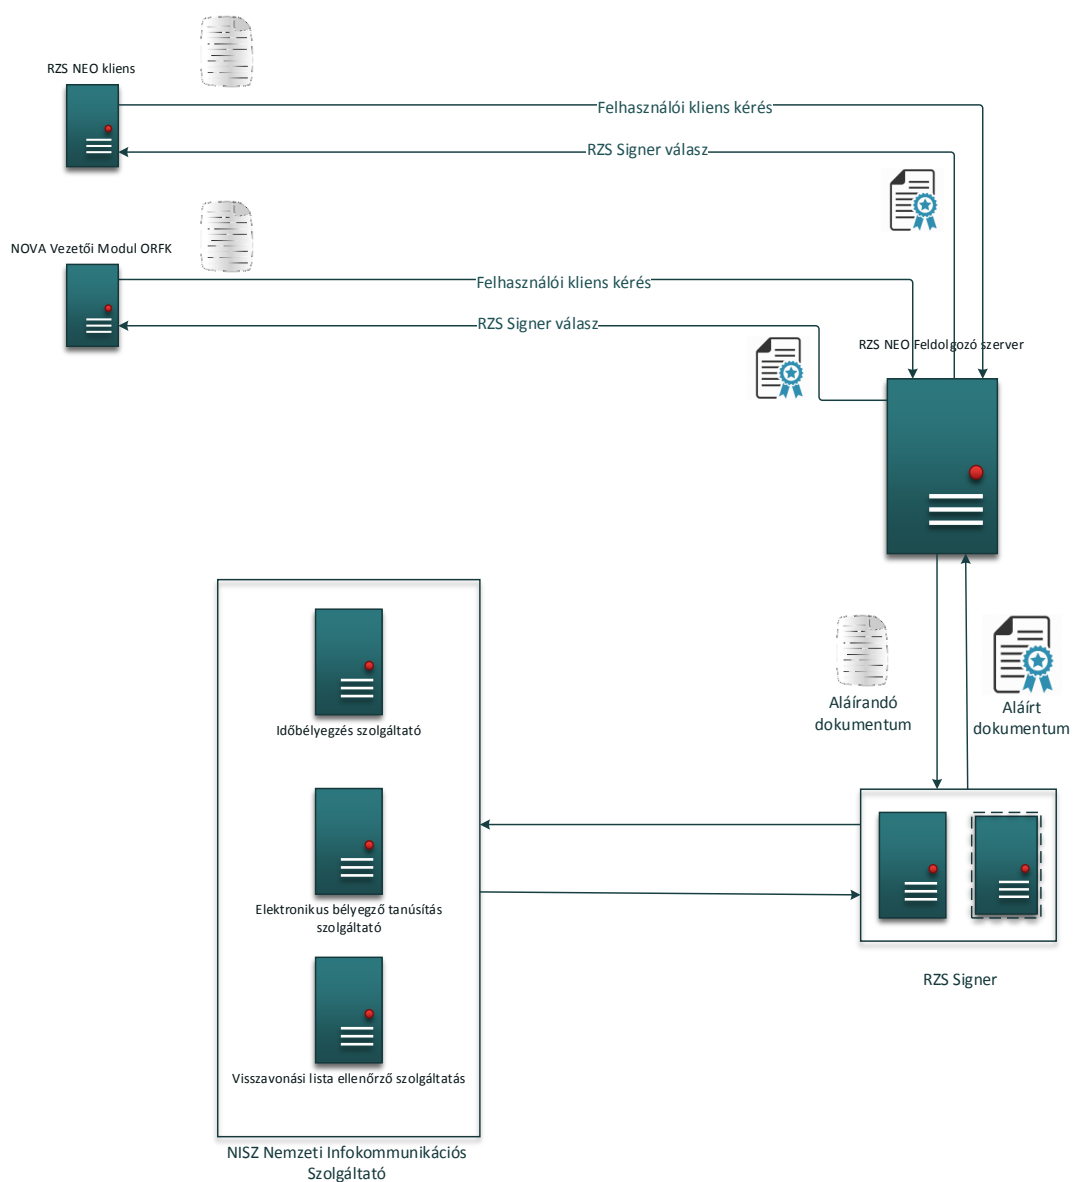 RZS NEO kliens
Felhasználói kliens kérés
RZS Signer válasz
NOVA Vezetői Modul ORFK
Felhasználói kliens kérés
RZS Signer válasz
RZS NEO Feldolgozó szerver
Aláírandó
dokumentum
Aláírt
dokumentum
Időbélyegzés szolgáltató
Elektronikus bélyegző tanúsítás
szolgáltató
RZS Signer
Visszavonási lista ellenőrző szolgáltatás
NISZ Nemzeti Infokommunikációs
Szolgáltató